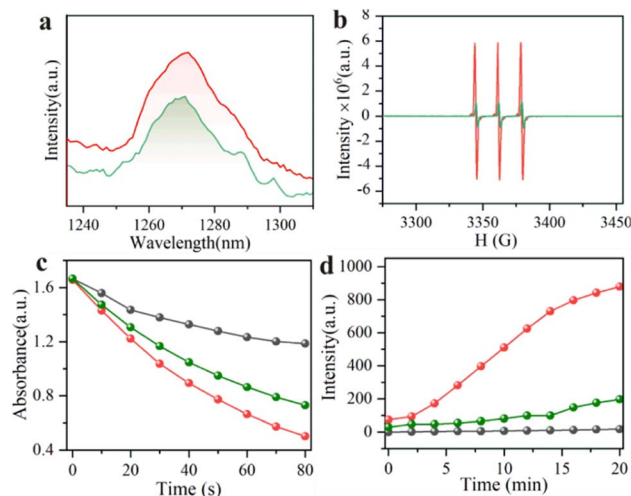 a
Intensity(a.u.)
1240 1260 1280 1300
Wavelength(nm)
b
Intensity ×10⁶(a.u.)
8
6
4
2
0
-2
-4
-6
3300 3350 3400 3450
H (G)
c
Absorbance(a.u.)
1.6
1.2
0.8
0.4
0 20 40 60 80
Time (s)
d
Intensity(a.u.)
1000
800
600
400
200
0
0 5 10 15 20
Time (min)